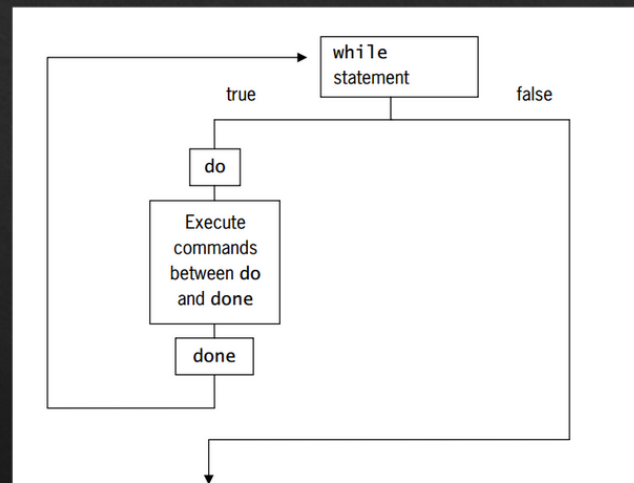 while
statement
true
false
do
Execute
commands
between do
and done
done